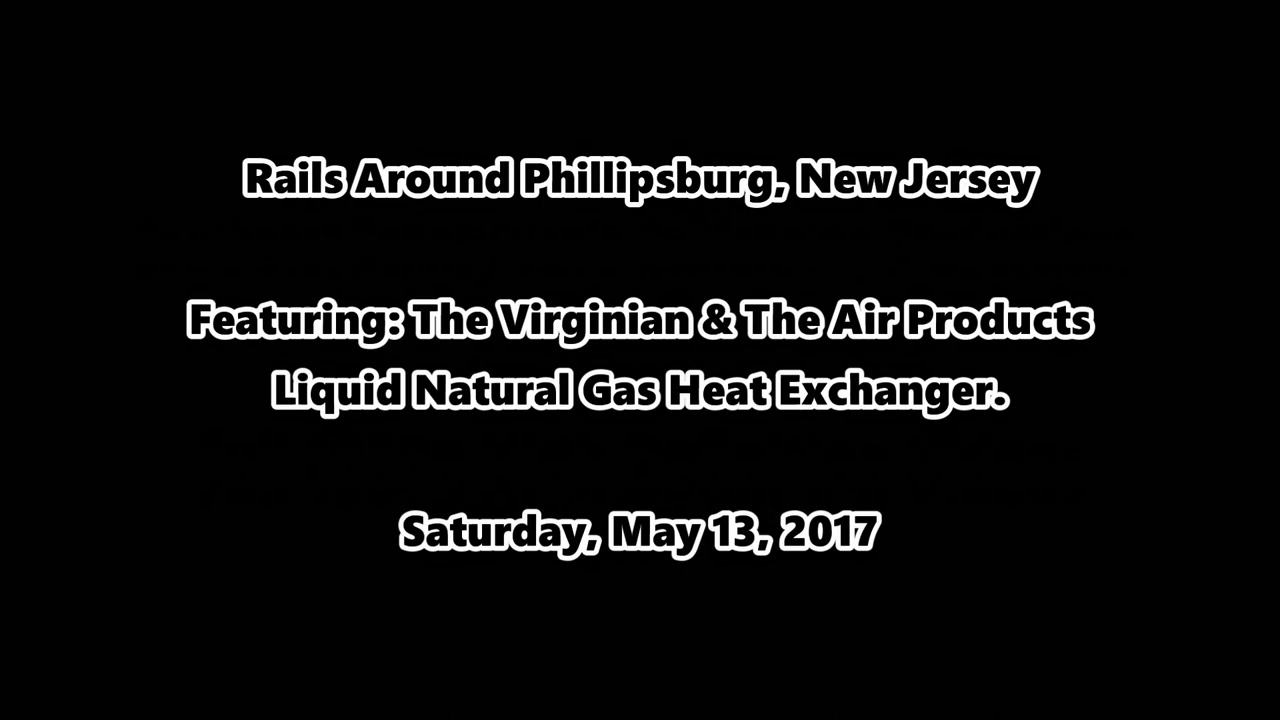 Rails Around Phillipsburg, New Jersey
Featuring: The Virginian & The Air Products
Liquid Natural Gas Heat Exchanger.
Saturday, May 13, 2017